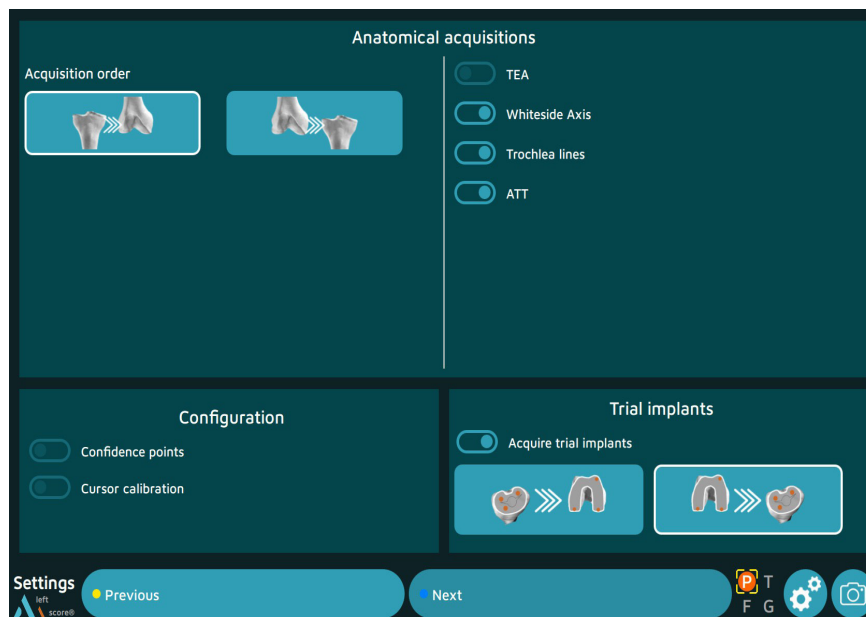 Anatomical acquisitions
Acquisition order
TEA
Whiteside Axis
Trochlea lines
ATT
Configuration
Confidence points
Cursor calibration
Trial implants
Acquire trial implants
Settings
left
score®
Previous
Next
P T
F G